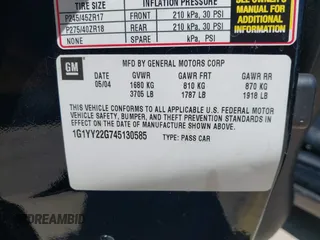 TIRE SIZE INFLATION PRESSURE
P245/45ZR17 FRONT 210 kPa, 30 PSI
P275/40ZR18 REAR 210 kPa, 30 PSI
NONE SPARE kPa, PSI
SEE OWNER'S
MANUAL FOR
ADDITIONAL
INFORMATION
GM
MFD BY GENERAL MOTORS CORP
DATE GVWR GAWR FRT GAWR RR
05/04 1680 KG 810 KG 870 KG
3705 LB 1787 LB 1918 LB
THIS VEHICLE CONFORMS TO ALL APPLICABLE U.S. FEDERAL MOTOR
VEHICLE SAFETY, BUMPER, AND THEFT PREVENTION STANDARDS
IN EFFECT ON THE DATE OF MANUFACTURE SHOWN ABOVE.
1G1YY22G745130585 TYPE: PASS CAR
DREAMBID